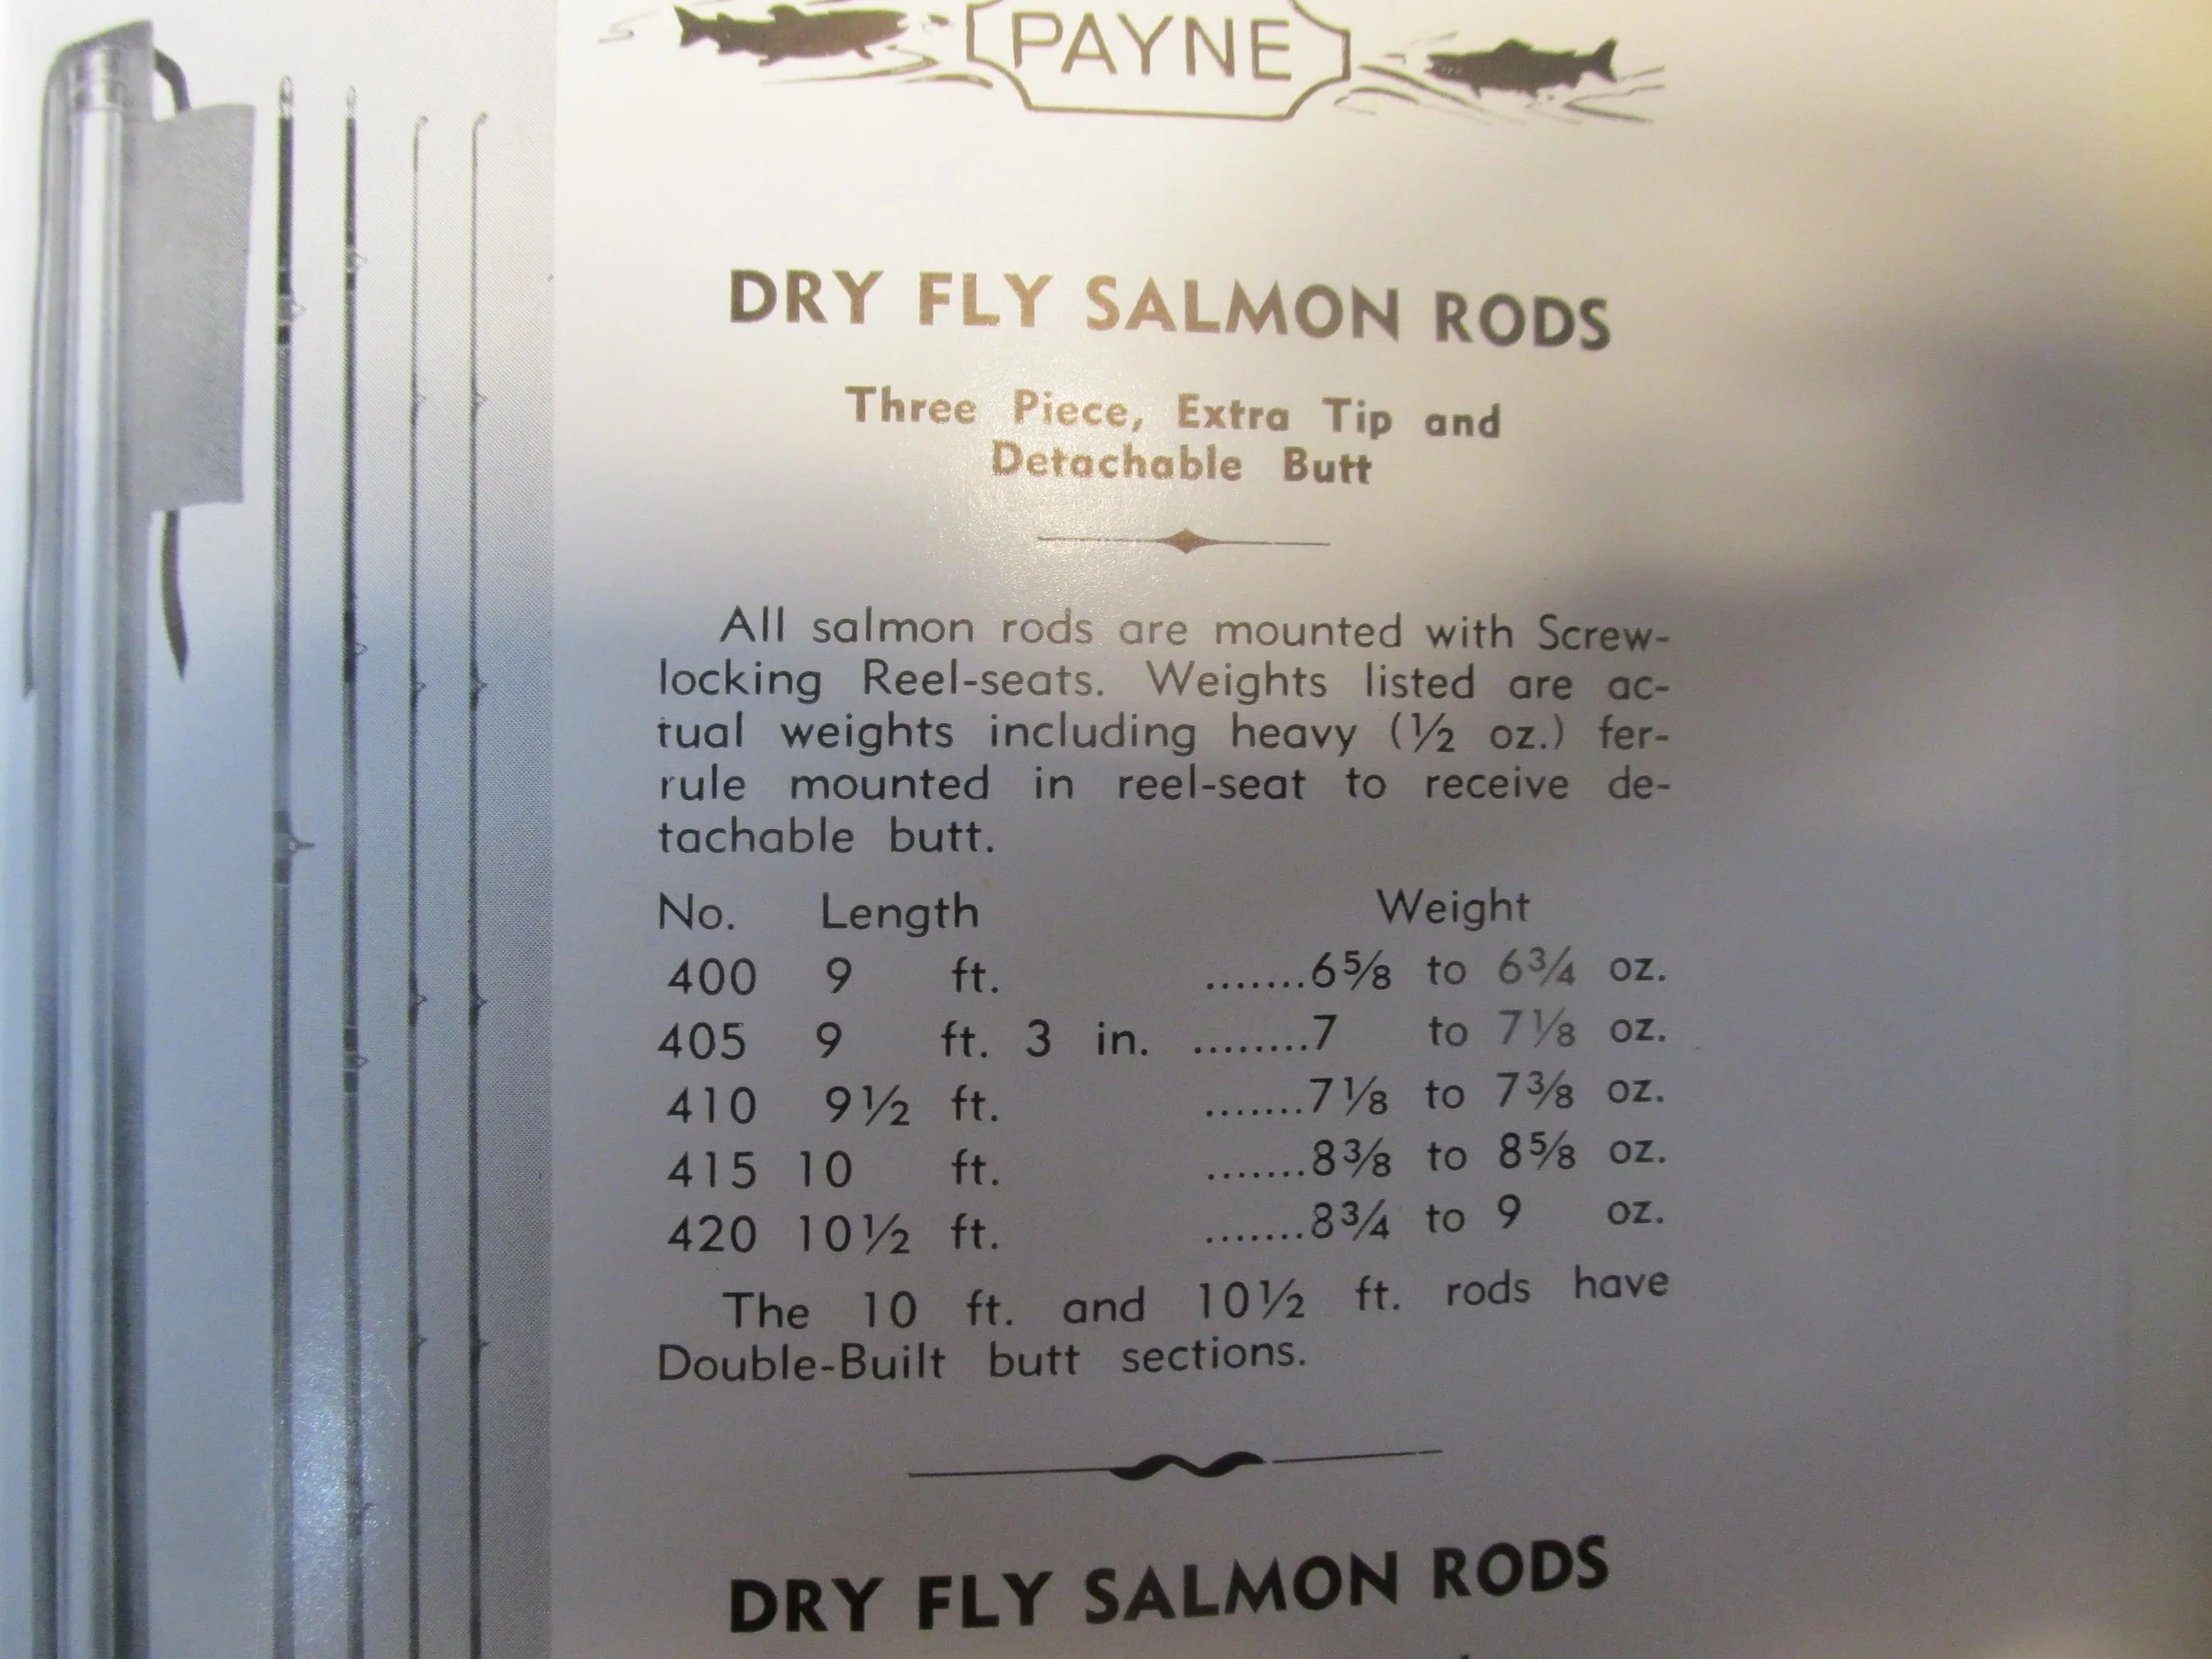 PAYNE
DRY FLY SALMON RODS
Three Piece, Extra Tip and
Detachable Butt
All salmon rods are mounted with Screw-
locking Reel-seats. Weights listed are ac-
tual weights including heavy (½ oz.) fer-
rule mounted in reel-seat to receive de-
tachable butt.
No. Length Weight
400 9 ft. .......6⅝ to 6¾ oz.
405 9 ft. 3 in. ........7 to 7⅛ oz.
410 9½ ft. .......7⅛ to 7⅜ oz.
415 10 ft. .......8⅜ to 8⅝ oz.
420 10½ ft. .......8¾ to 9 oz.
The 10 ft. and 10½ ft. rods have
Double-Built butt sections.
DRY FLY SALMON RODS